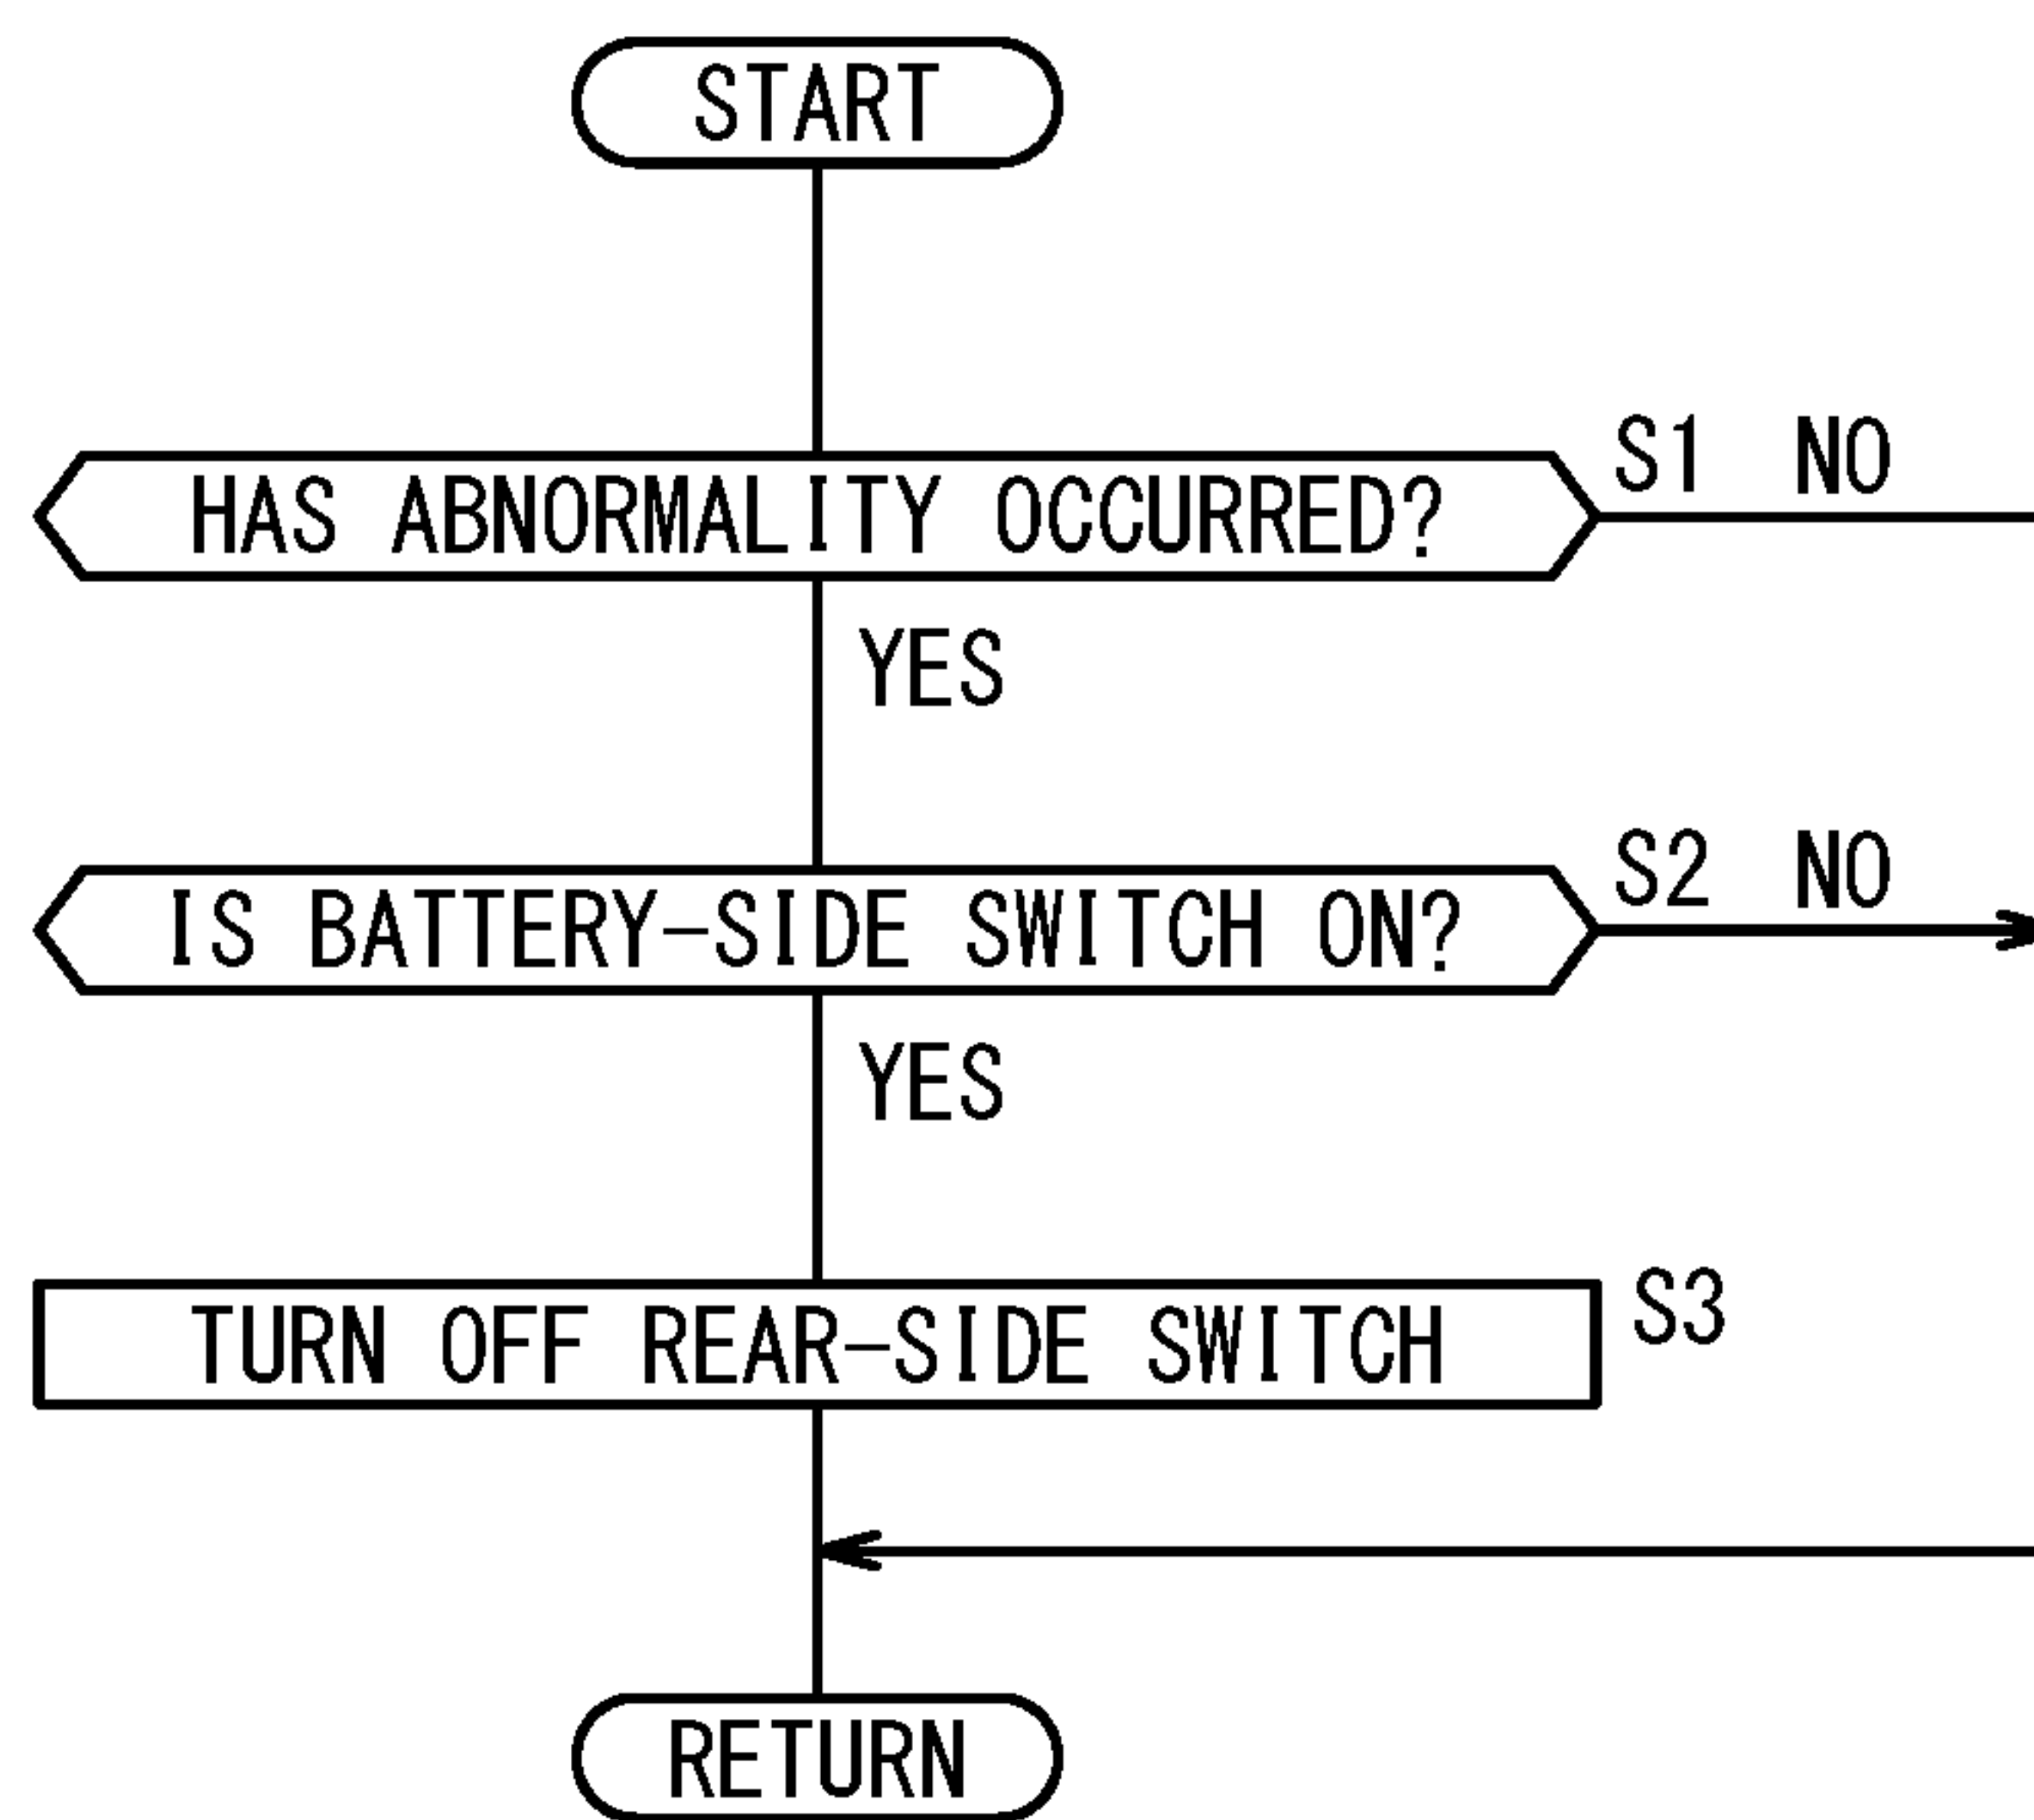 START
HAS ABNORMALITY OCCURRED?
S1 NO
YES
IS BATTERY-SIDE SWITCH ON?
S2 NO
YES
TURN OFF REAR-SIDE SWITCH
S3
RETURN